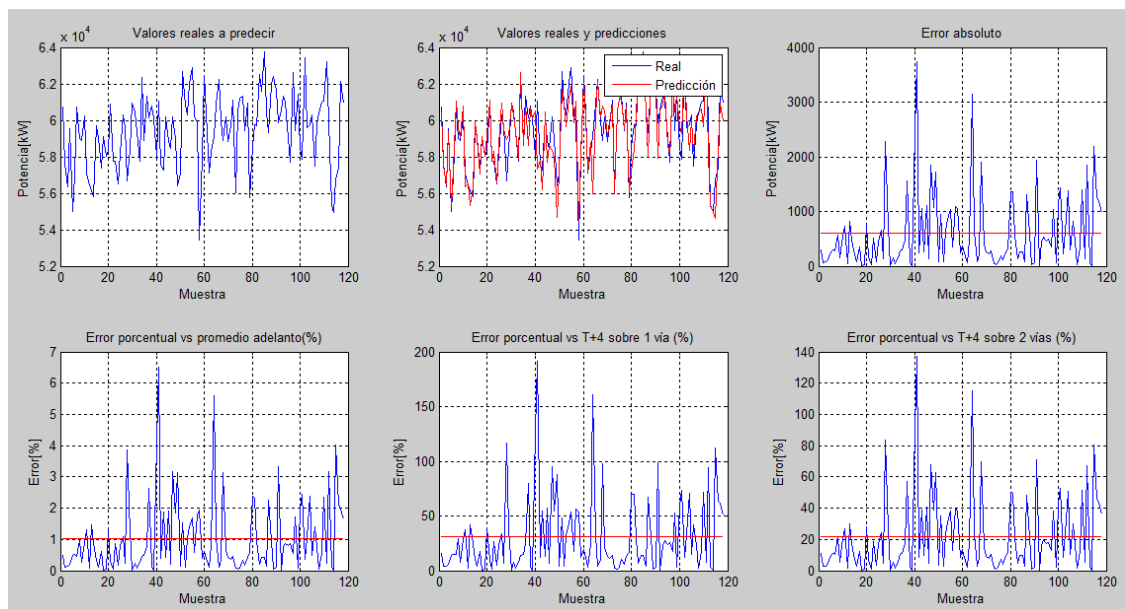 Valores reales a predecir
x 10^4
Potencia[kW]
6.4
6.2
6
5.8
5.6
5.4
5.2
0 20 40 60 80 100 120
Muestra
Valores reales y predicciones
x 10^4
Potencia[kW]
6.4
6.2
6
5.8
5.6
5.4
5.2
0 20 40 60 80 100 120
Muestra
Real
Predicción
Error absoluto
Potencia[kW]
4000
3000
2000
1000
0
0 20 40 60 80 100 120
Muestra
Error porcentual vs promedio adelanto(%)
Error[%]
7
6
5
4
3
2
1
0
0 20 40 60 80 100 120
Muestra
Error porcentual vs T+4 sobre 1 vía (%)
Error[%]
200
150
100
50
0
0 20 40 60 80 100 120
Muestra
Error porcentual vs T+4 sobre 2 vías (%)
Error[%]
140
120
100
80
60
40
20
0
0 20 40 60 80 100 120
Muestra